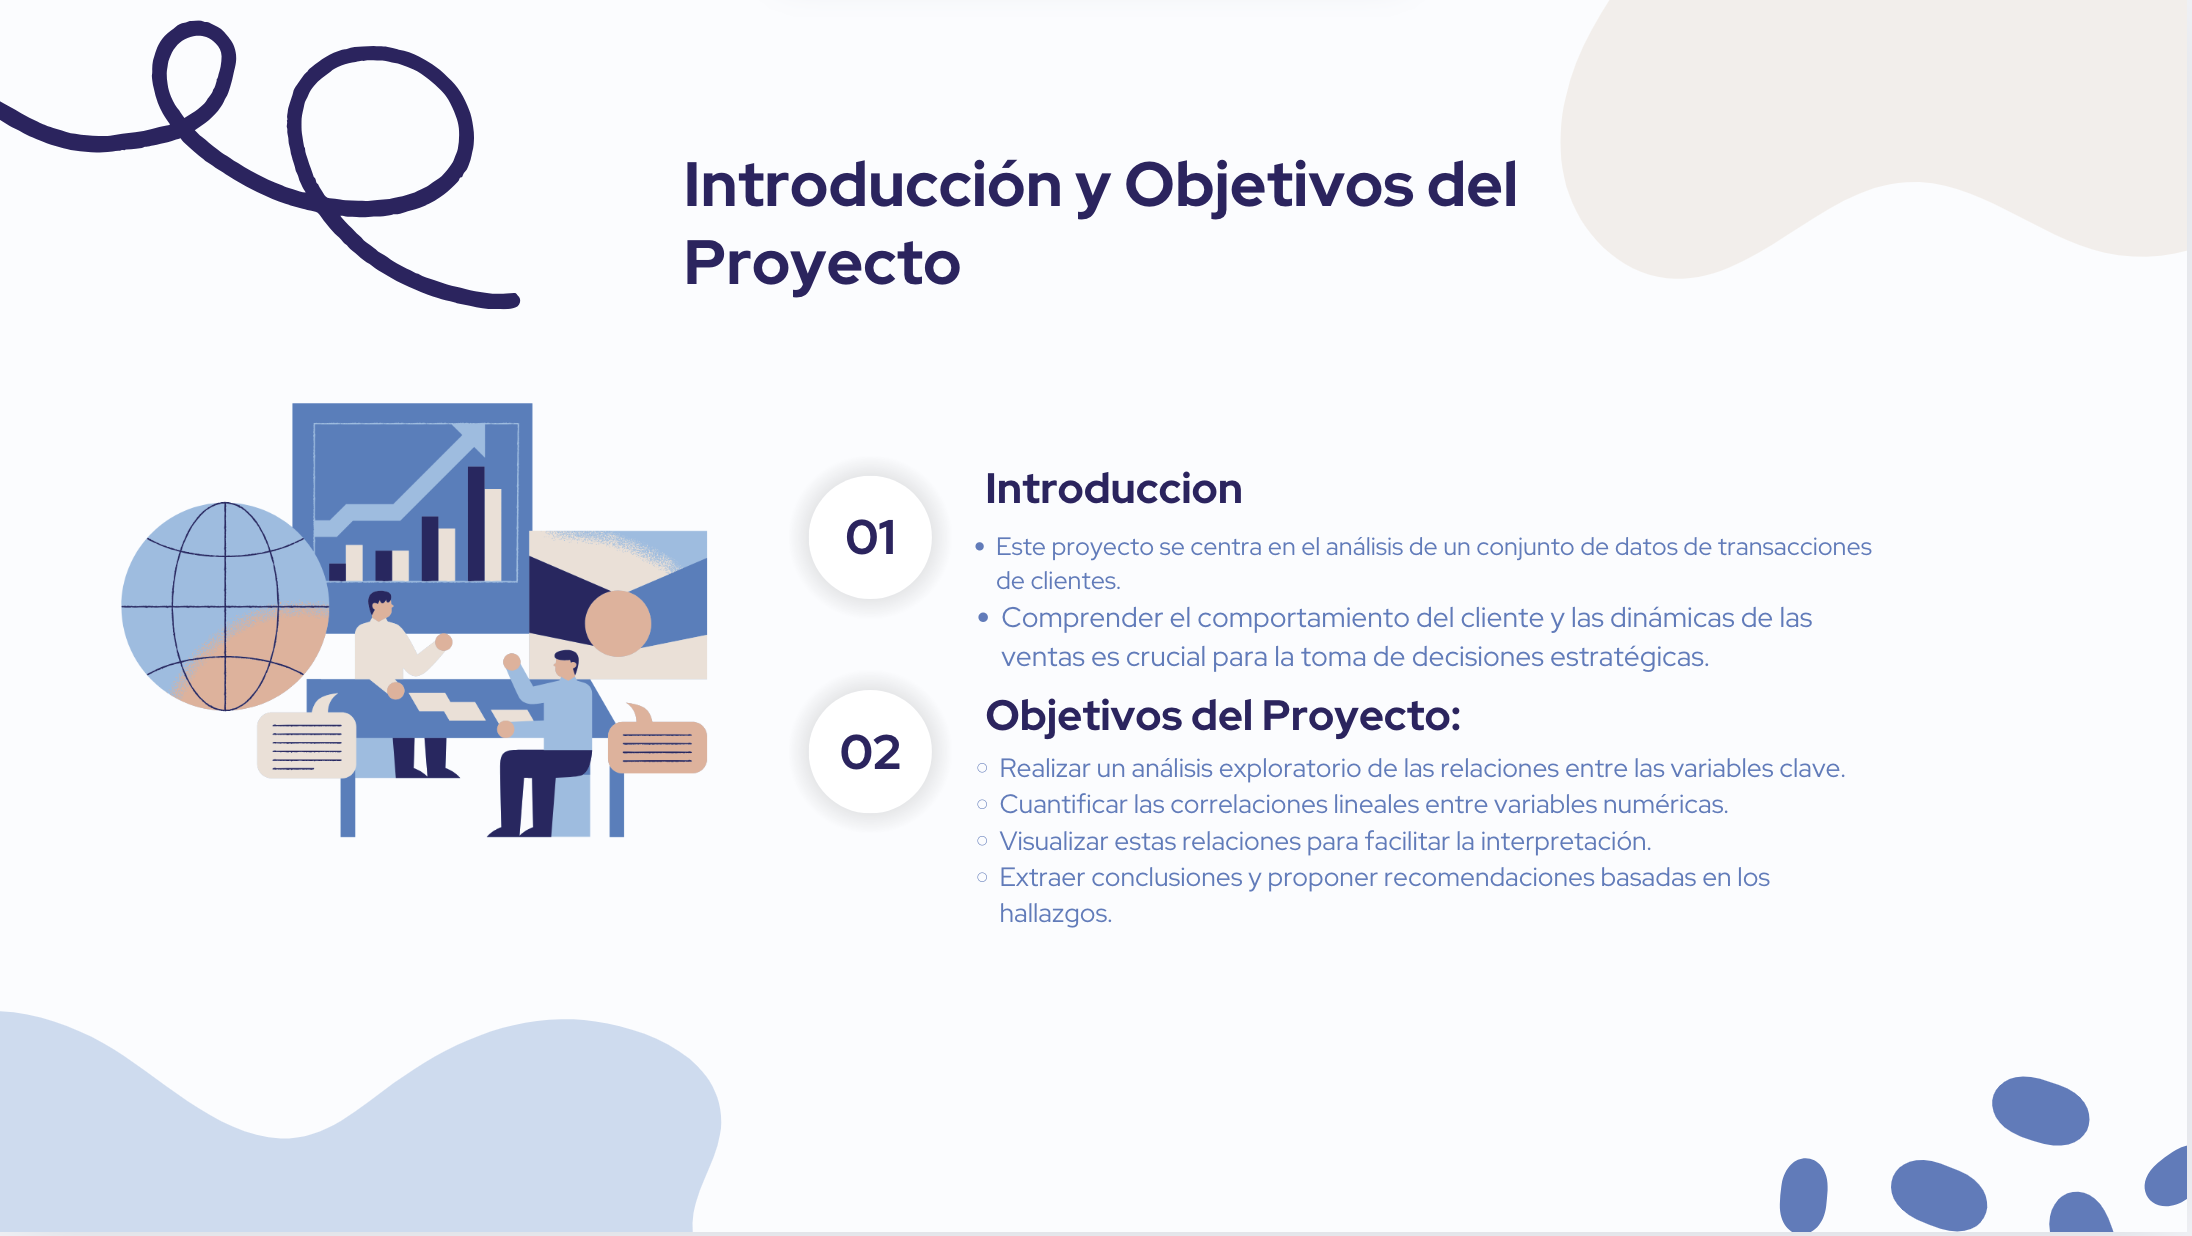 Introducción y Objetivos del
Proyecto
01
Introduccion
• Este proyecto se centra en el análisis de un conjunto de datos de transacciones
de clientes.
• Comprender el comportamiento del cliente y las dinámicas de las
ventas es crucial para la toma de decisiones estratégicas.
02
Objetivos del Proyecto:
○ Realizar un análisis exploratorio de las relaciones entre las variables clave.
○ Cuantificar las correlaciones lineales entre variables numéricas.
○ Visualizar estas relaciones para facilitar la interpretación.
○ Extraer conclusiones y proponer recomendaciones basadas en los
hallazgos.